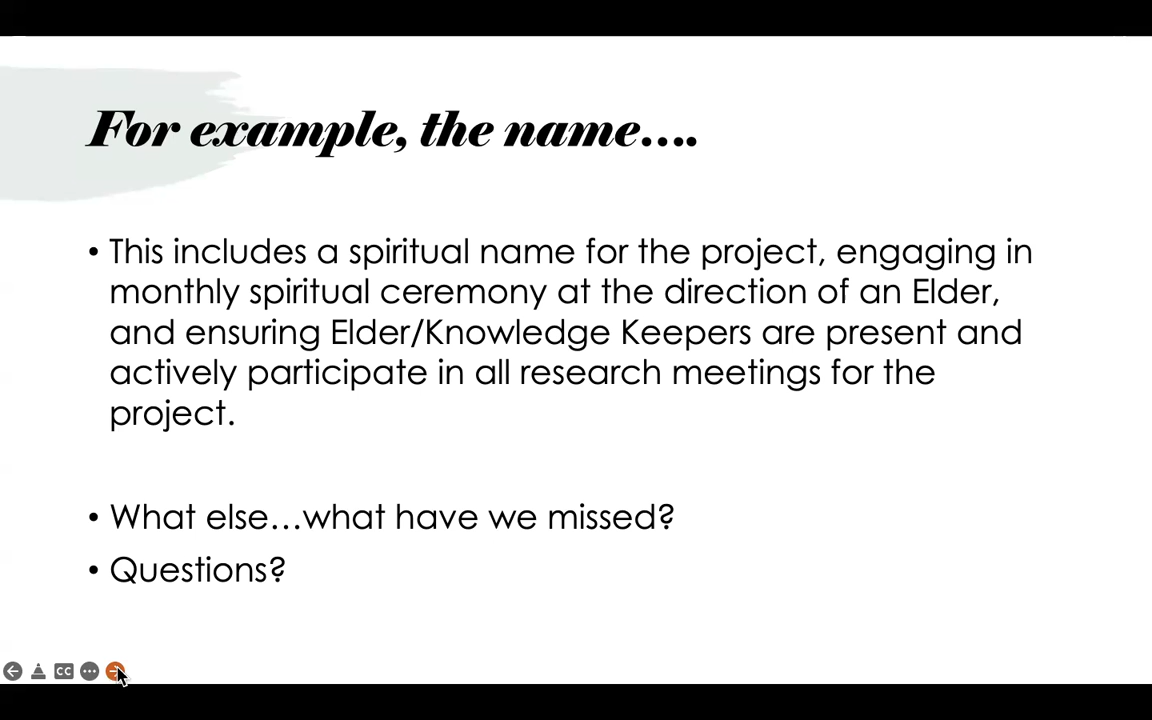 For example, the name....
• This includes a spiritual name for the project, engaging in
monthly spiritual ceremony at the direction of an Elder,
and ensuring Elder/Knowledge Keepers are present and
actively participate in all research meetings for the
project.
• What else…what have we missed?
• Questions?
CC